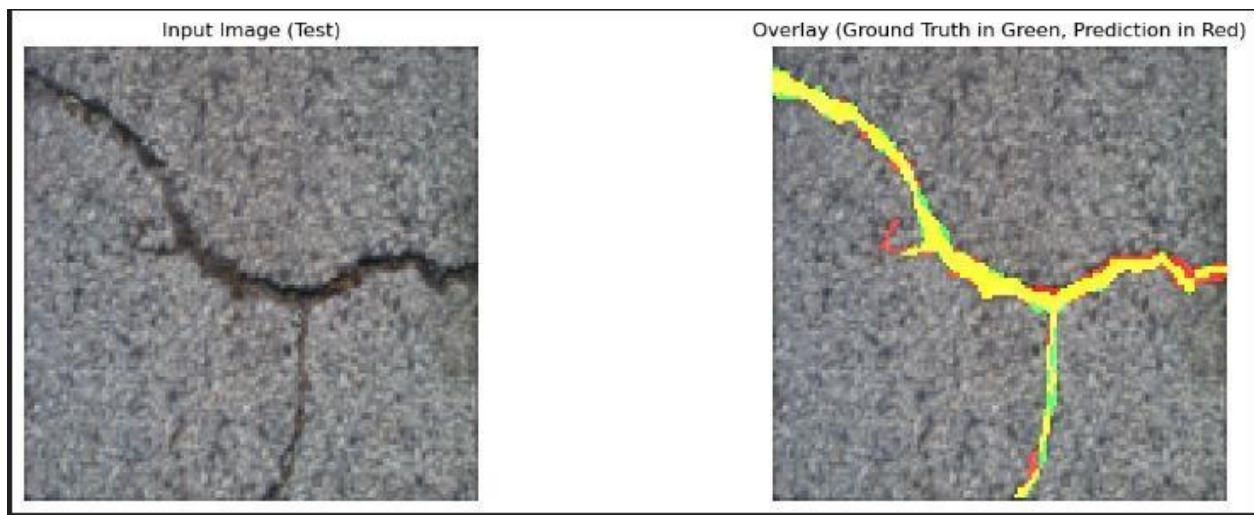 Input Image (Test)
Overlay (Ground Truth in Green, Prediction in Red)